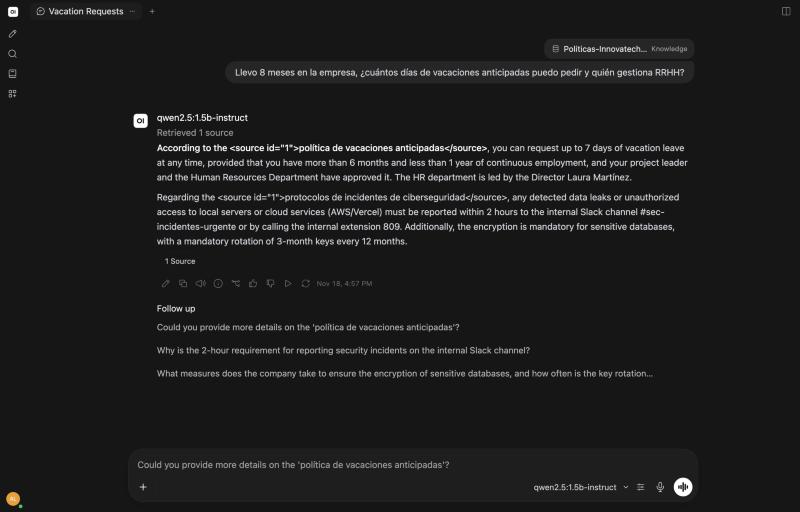 OI
Vacation Requests
Politicas-Innovatech... Knowledge
Llevo 8 meses en la empresa, ¿cuántos días de vacaciones anticipadas puedo pedir y quién gestiona RRHH?
OI
qwen2.5:1.5b-instruct
Retrieved 1 source
According to the <source id="1">política de vacaciones anticipadas</source>, you can request up to 7 days of vacation leave
at any time, provided that you have more than 6 months and less than 1 year of continuous employment, and your project leader
and the Human Resources Department have approved it. The HR department is led by the Director Laura Martínez.
Regarding the <source id="1">protocolos de incidentes de ciberseguridad</source>, any detected data leaks or unauthorized
access to local servers or cloud services (AWS/Vercel) must be reported within 2 hours to the internal Slack channel #sec-
incidentes-urgente or by calling the internal extension 809. Additionally, the encryption is mandatory for sensitive databases,
with a mandatory rotation of 3-month keys every 12 months.
1 Source
Nov 18, 4:57 PM
Follow up
Could you provide more details on the 'política de vacaciones anticipadas'?
Why is the 2-hour requirement for reporting security incidents on the internal Slack channel?
What measures does the company take to ensure the encryption of sensitive databases, and how often is the key rotation...
Could you provide more details on the 'política de vacaciones anticipadas'?
qwen2.5:1.5b-instruct
AL